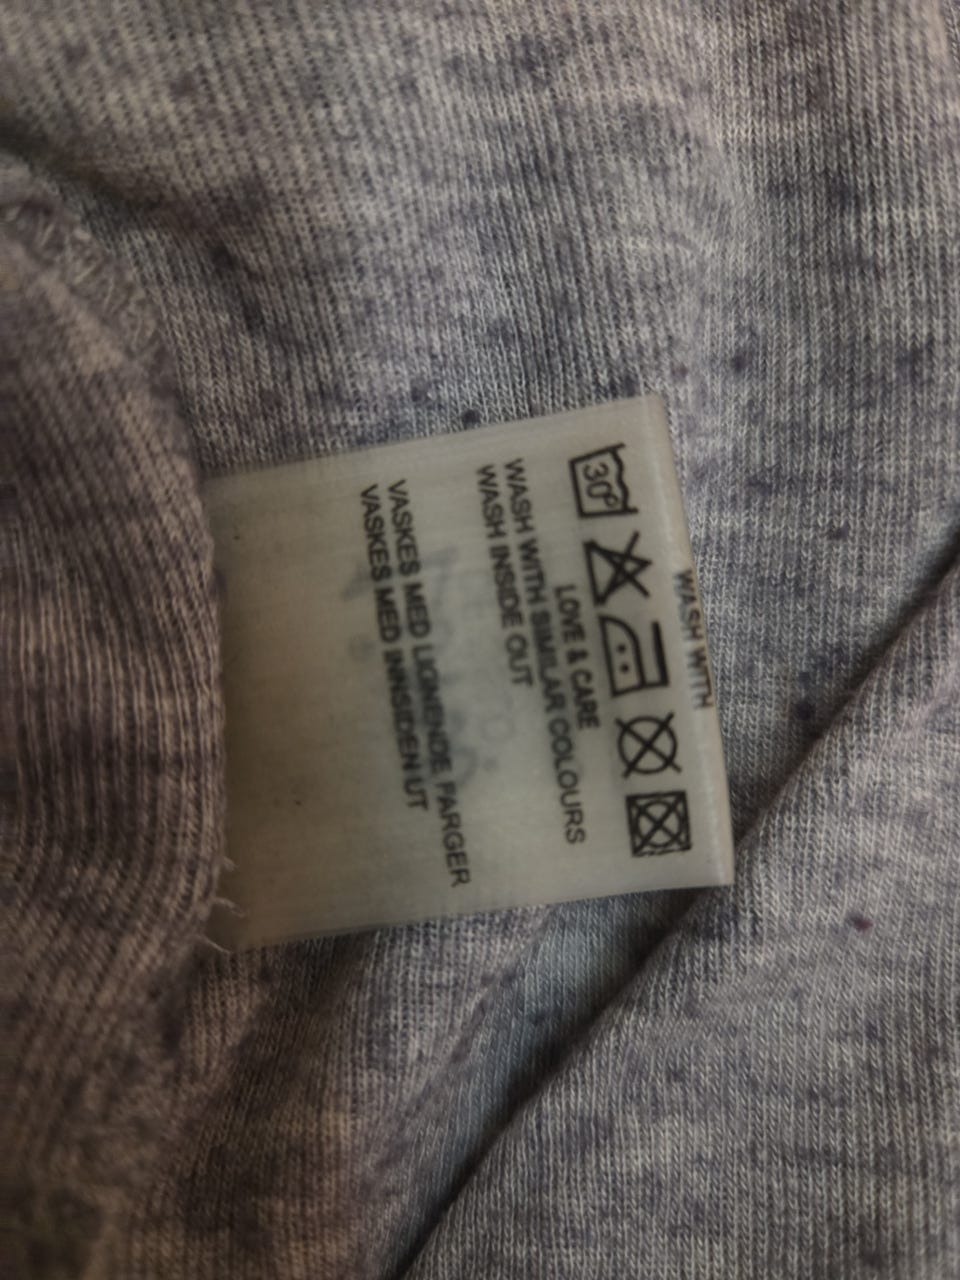 WASH WITH
30°
LOVE & CARE
WASH WITH SIMILAR COLOURS
WASH INSIDE OUT
VASKES MED LIGNENDE FARGER
VASKES MED INNSIDEN UT